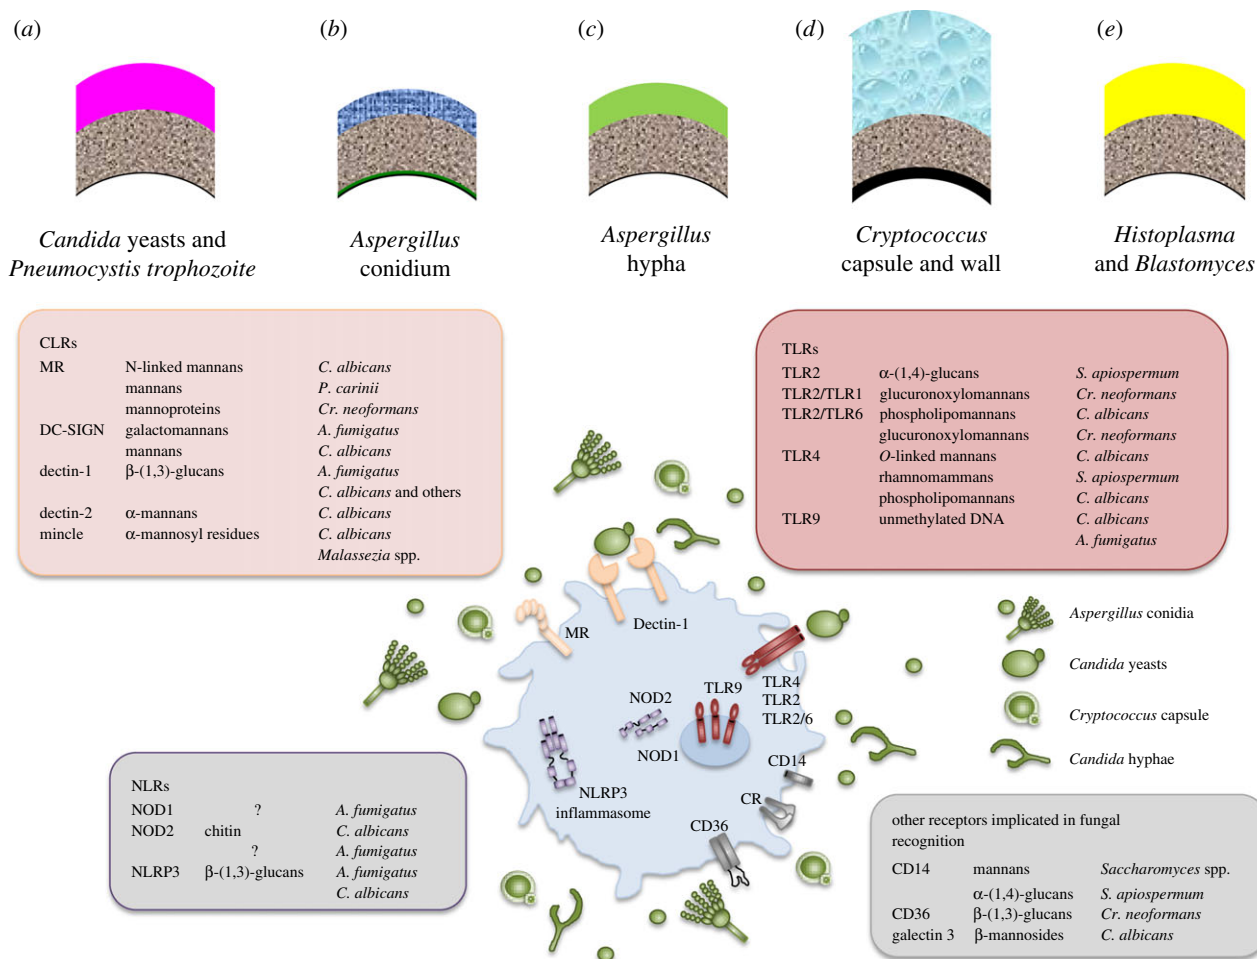 (a)
(b)
(c)
(d)
(e)
Candida yeasts and
Pneumocystis trophozoite
Aspergillus
conidium
Aspergillus
hypha
Cryptococcus
capsule and wall
Histoplasma
and Blastomyces
CLRs
MR N-linked mannans C. albicans
mannans P. carinii
mannoproteins Cr. neoformans
DC-SIGN galactomannans A. fumigatus
mannans C. albicans
dectin-1 β-(1,3)-glucans A. fumigatus
C. albicans and others
dectin-2 α-mannans C. albicans
mincle α-mannosyl residues C. albicans
Malassezia spp.
TLRs
TLR2 α-(1,4)-glucans S. apiospermum
TLR2/TLR1 glucuronoxylomannans Cr. neoformans
TLR2/TLR6 phospholipomannans C. albicans
glucuronoxylomannans Cr. neoformans
TLR4 O-linked mannans C. albicans
rhamnomammans S. apiospermum
phospholipomannans C. albicans
TLR9 unmethylated DNA C. albicans
A. fumigatus
MR
Dectin-1
TLR4
TLR2
TLR2/6
TLR9
NOD2
NOD1
NLRP3
inflammasome
CD14
CR
CD36
Aspergillus conidia
Candida yeasts
Cryptococcus capsule
Candida hyphae
NLRs
NOD1 ? A. fumigatus
NOD2 chitin C. albicans
? A. fumigatus
NLRP3 β-(1,3)-glucans A. fumigatus
C. albicans
other receptors implicated in fungal
recognition
CD14 mannans Saccharomyces spp.
α-(1,4)-glucans S. apiospermum
CD36 β-(1,3)-glucans Cr. neoformans
galectin 3 β-mannosides C. albicans